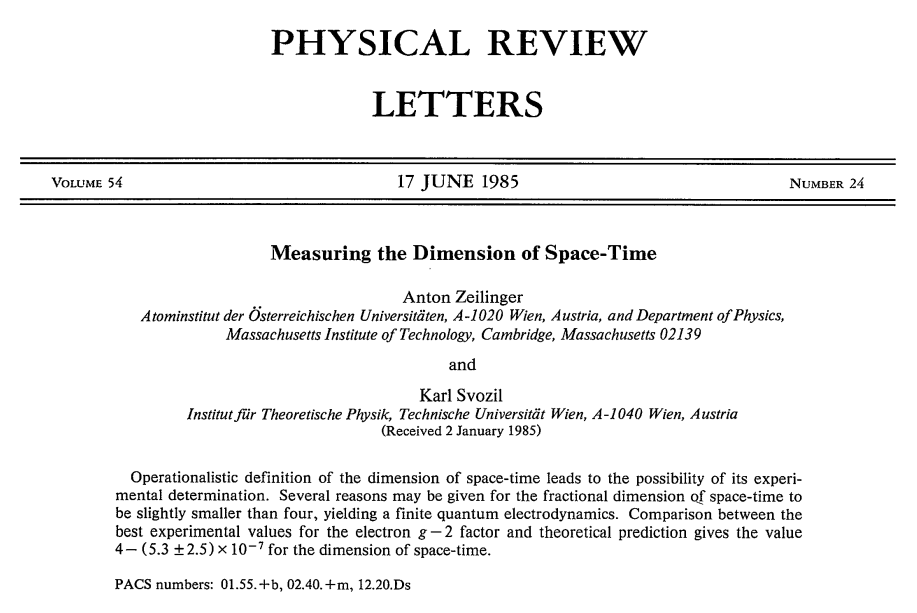 PHYSICAL REVIEW
LETTERS
VOLUME 54 17 JUNE 1985 NUMBER 24
Measuring the Dimension of Space-Time
Anton Zeilinger
Atominstitut der Österreichischen Universitäten, A-1020 Wien, Austria, and Department of Physics,
Massachusetts Institute of Technology, Cambridge, Massachusetts 02139
and
Karl Svozil
Institut für Theoretische Physik, Technische Universität Wien, A-1040 Wien, Austria
(Received 2 January 1985)
Operationalistic definition of the dimension of space-time leads to the possibility of its experi-
mental determination. Several reasons may be given for the fractional dimension of space-time to
be slightly smaller than four, yielding a finite quantum electrodynamics. Comparison between the
best experimental values for the electron g−2 factor and theoretical prediction gives the value
4−(5.3 ±2.5)×10⁻⁷ for the dimension of space-time.
PACS numbers: 01.55.+b, 02.40.+m, 12.20.Ds